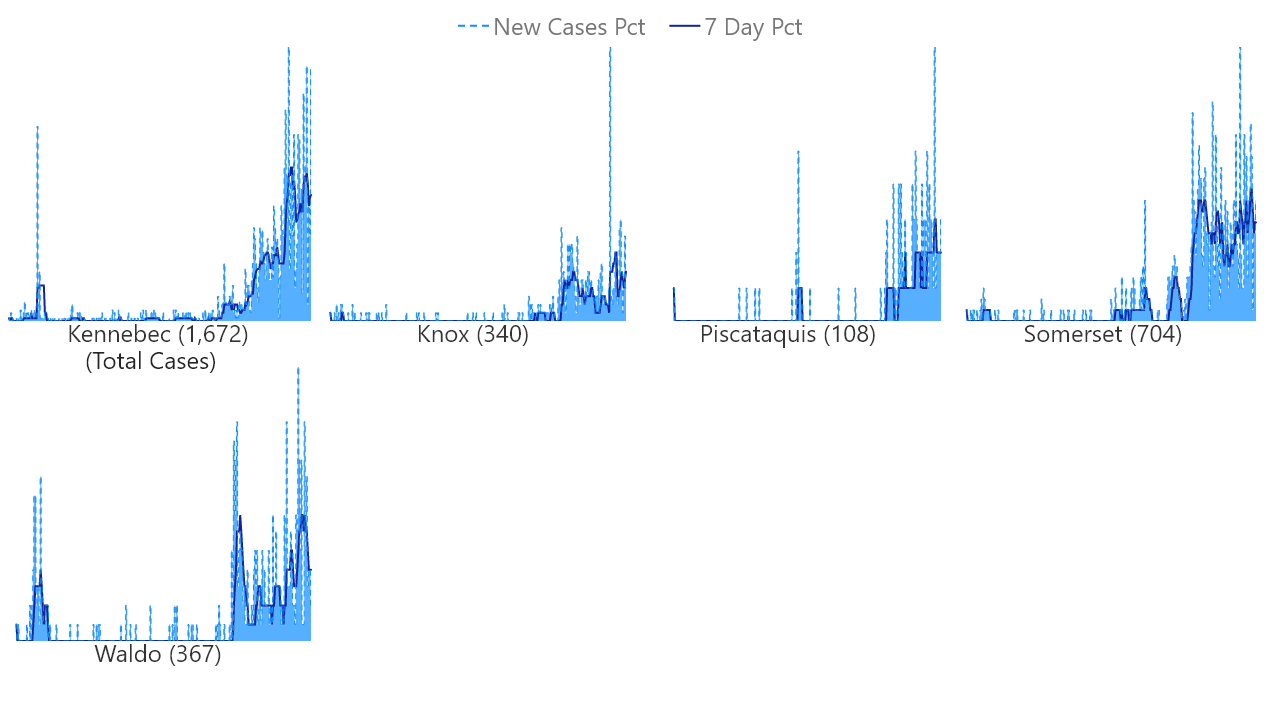 New Cases Pct 7 Day Pct
Kennebec (1,672) Knox (340) Piscataquis (108) Somerset (704)
(Total Cases)
Waldo (367)